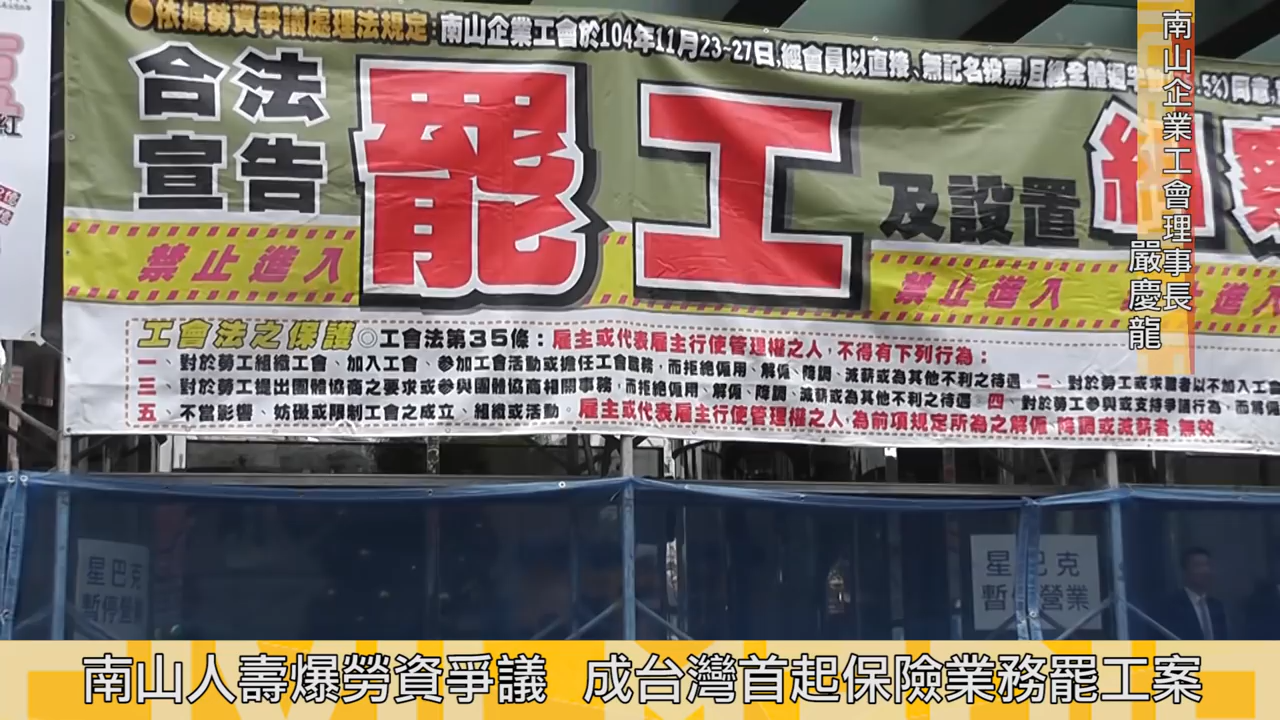 ●依據勞資爭議處理法規定：南山企業工會於104年11月23-27日,經會員以直接、無記名投票,且經全體過半數 .5%)同意,
合法
宣告
罷工
及設置
糾察
禁止進入
禁止進入
禁止進入
工會法之保護◎工會法第35條：雇主或代表雇主行使管理權之人，不得有下列行為：
一、對於勞工組織工會、加入工會、參加工會活動或擔任工會職務，而拒絕僱用、解僱、降調、減薪或為其他不利之待遇。二、對於勞工或求職者以不加入工會
三、對於勞工提出團體協商之要求或參與團體協商相關事務，而拒絕僱用、解僱、降調、減薪或為其他不利之待遇。四、對於勞工參與或支持爭議行為，而解僱
五、不當影響、妨礙或限制工會之成立、組織或活動。雇主或代表雇主行使管理權之人，為前項規定所為之解僱、降調或減薪者，無效。
紅
南山企業工會理事長
嚴慶龍
星巴克
暫停營業
星巴克
暫停營業
南山人壽爆勞資爭議 成台灣首起保險業務罷工案